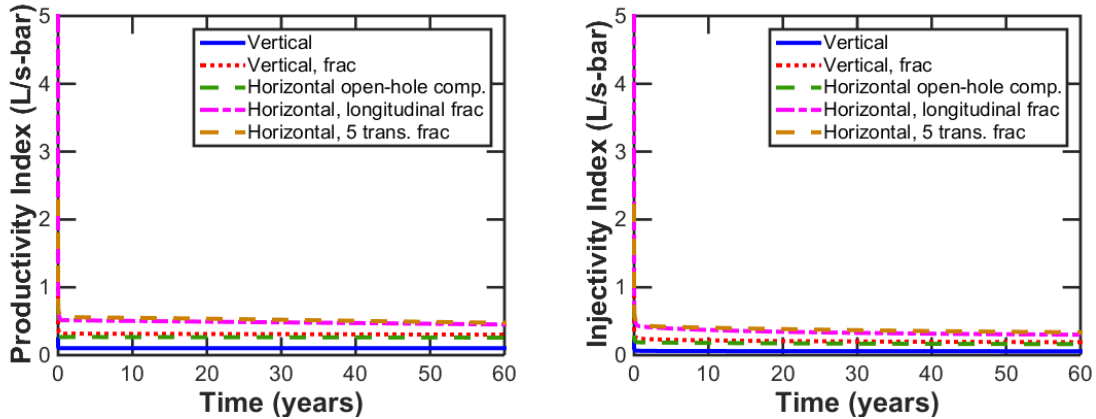 Productivity Index (L/s-bar)
5
4
3
2
1
0
0 10 20 30 40 50 60
Time (years)
Vertical
Vertical, frac
Horizontal open-hole comp.
Horizontal, longitudinal frac
Horizontal, 5 trans. frac
Injectivity Index (L/s-bar)
5
4
3
2
1
0
0 10 20 30 40 50 60
Time (years)
Vertical
Vertical, frac
Horizontal open-hole comp.
Horizontal, longitudinal frac
Horizontal, 5 trans. frac